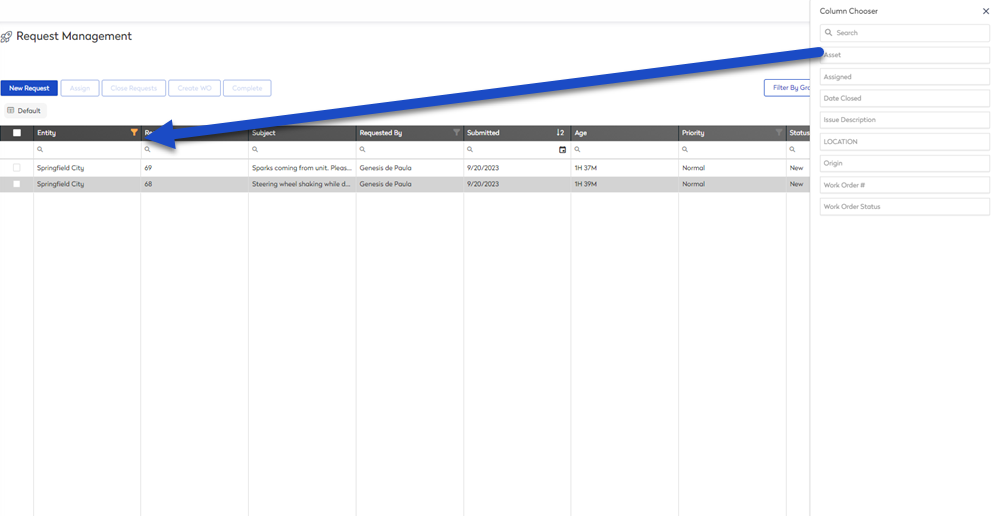 Column Chooser
Request Management
Search
Asset
Assigned
New Request Assign Close Requests Create WO Complete Filter By
Date Closed
Default
Issue Description
Entity Subject Requested By Submitted Age Priority Status
LOCATION
Origin
Springfield City 69 Sparks coming from unit. Pleas... Genesis de Paula 9/20/2023 1H 37M Normal New
Springfield City 68 Steering wheel shaking while d... Genesis de Paula 9/20/2023 1H 39M Normal New
Work Order #
Work Order Status